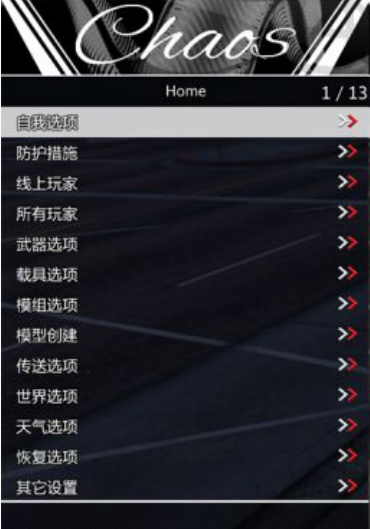 Chaos
Home 1 / 13
自我选项
防护措施
线上玩家
所有玩家
武器选项
载具选项
模组选项
模型创建
传送选项
世界选项
天气选项
恢复选项
其它设置